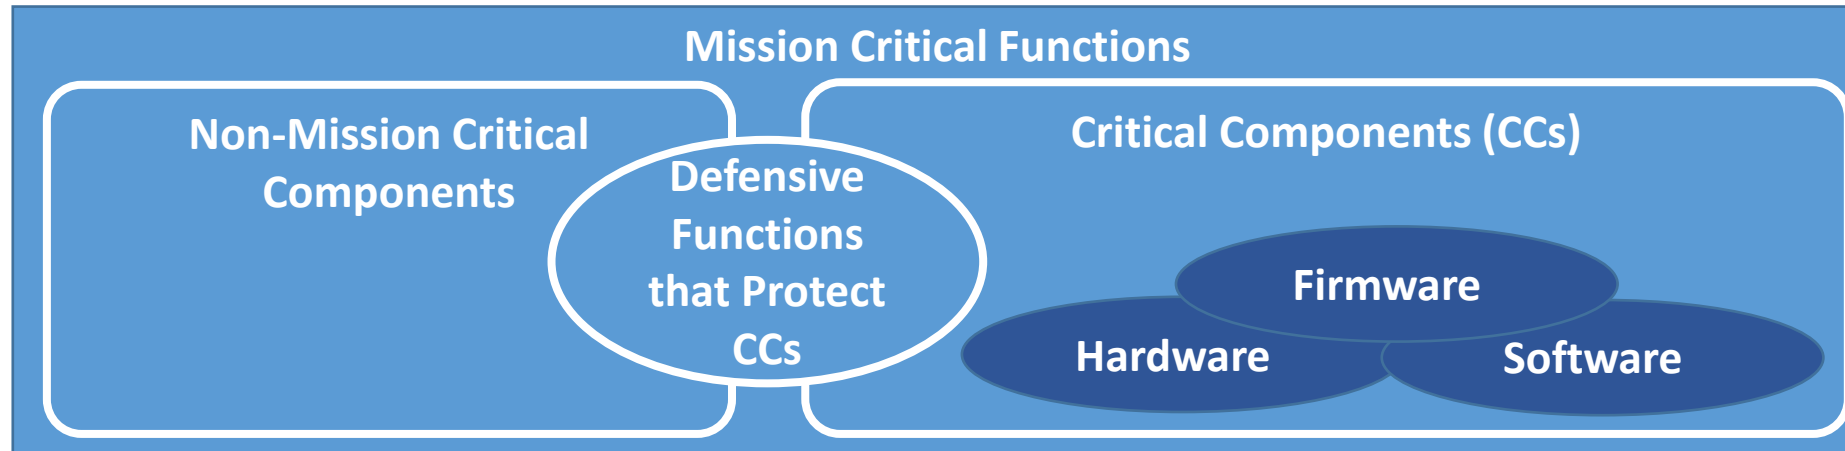 Mission Critical Functions
Non-Mission Critical
Components
Defensive
Functions
that Protect
CCs
Critical Components (CCs)
Firmware
Hardware
Software